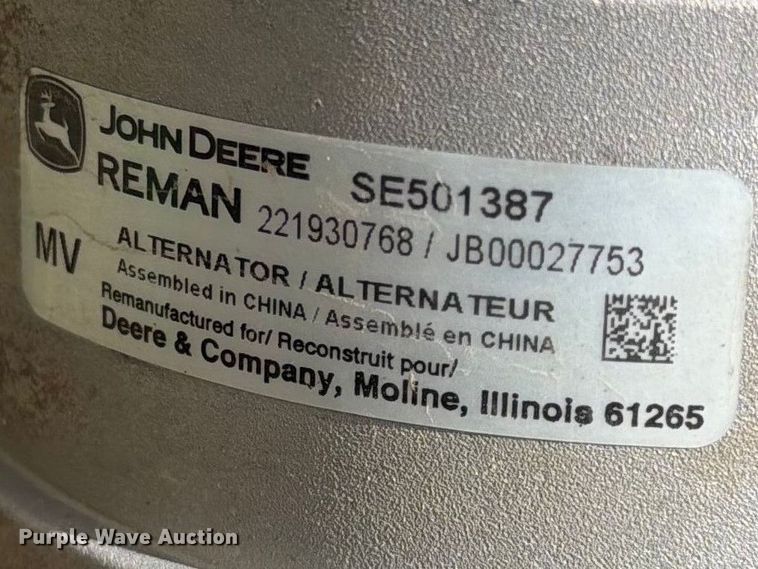 JOHN DEERE
REMAN SE501387
221930768 / JB00027753
MV ALTERNATOR / ALTERNATEUR
Assembled in CHINA / Assemblé en CHINA
Remanufactured for/ Reconstruit pour/
Deere & Company, Moline, Illinois 61265
Purple Wave Auction